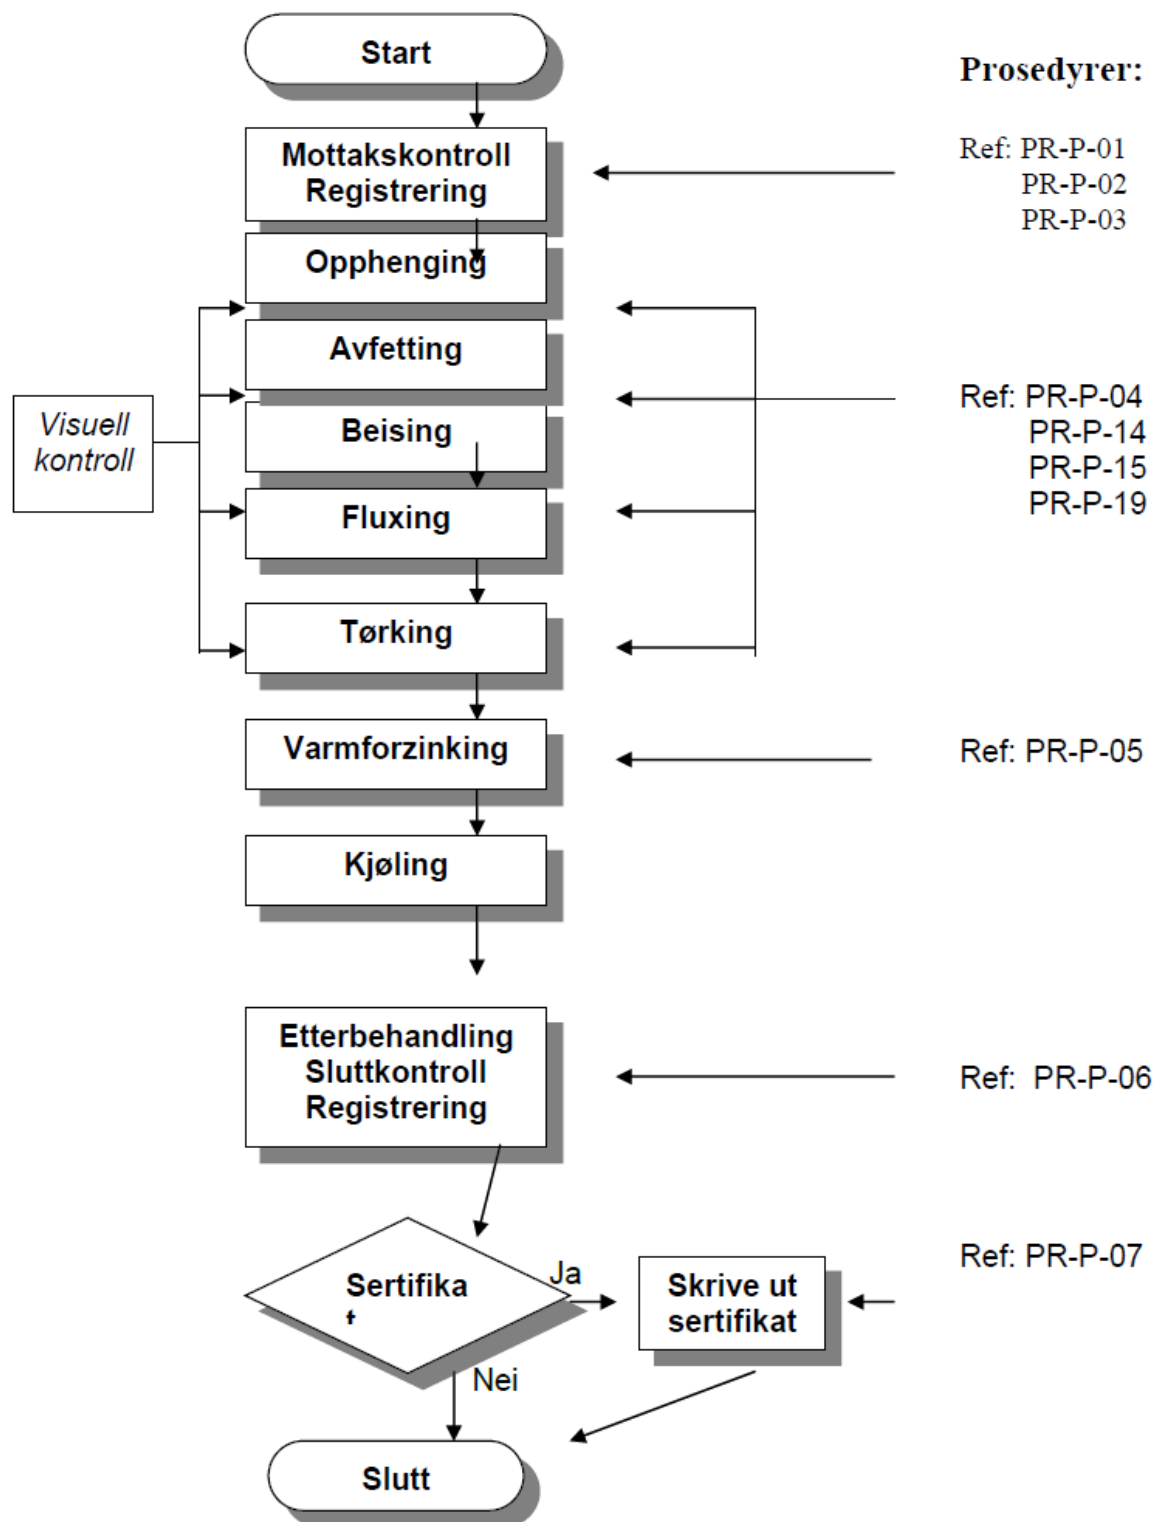 Start
Prosedyrer:
Mottakskontroll
Registrering
Ref: PR-P-01
PR-P-02
PR-P-03
Opphenging
Avfetting
Visuell
kontroll
Beising
Ref: PR-P-04
PR-P-14
PR-P-15
PR-P-19
Fluxing
Tørking
Varmforzinking
Ref: PR-P-05
Kjøling
Etterbehandling
Sluttkontroll
Registrering
Ref: PR-P-06
Sertifika
t
Ja
Skrive ut
sertifikat
Ref: PR-P-07
Nei
Slutt